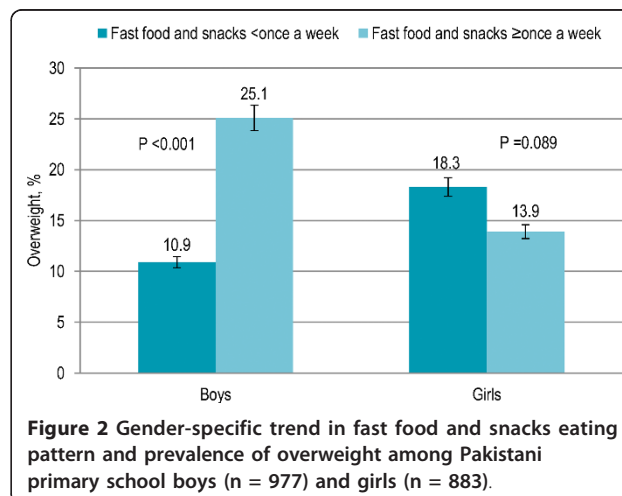 Fast food and snacks <once a week Fast food and snacks ≥once a week
35
30
25
20
15
10
5
0
Overweight, %
P <0.001
10.9
25.1
18.3
13.9
P =0.089
Boys Girls
Figure 2 Gender-specific trend in fast food and snacks eating
pattern and prevalence of overweight among Pakistani
primary school boys (n = 977) and girls (n = 883).